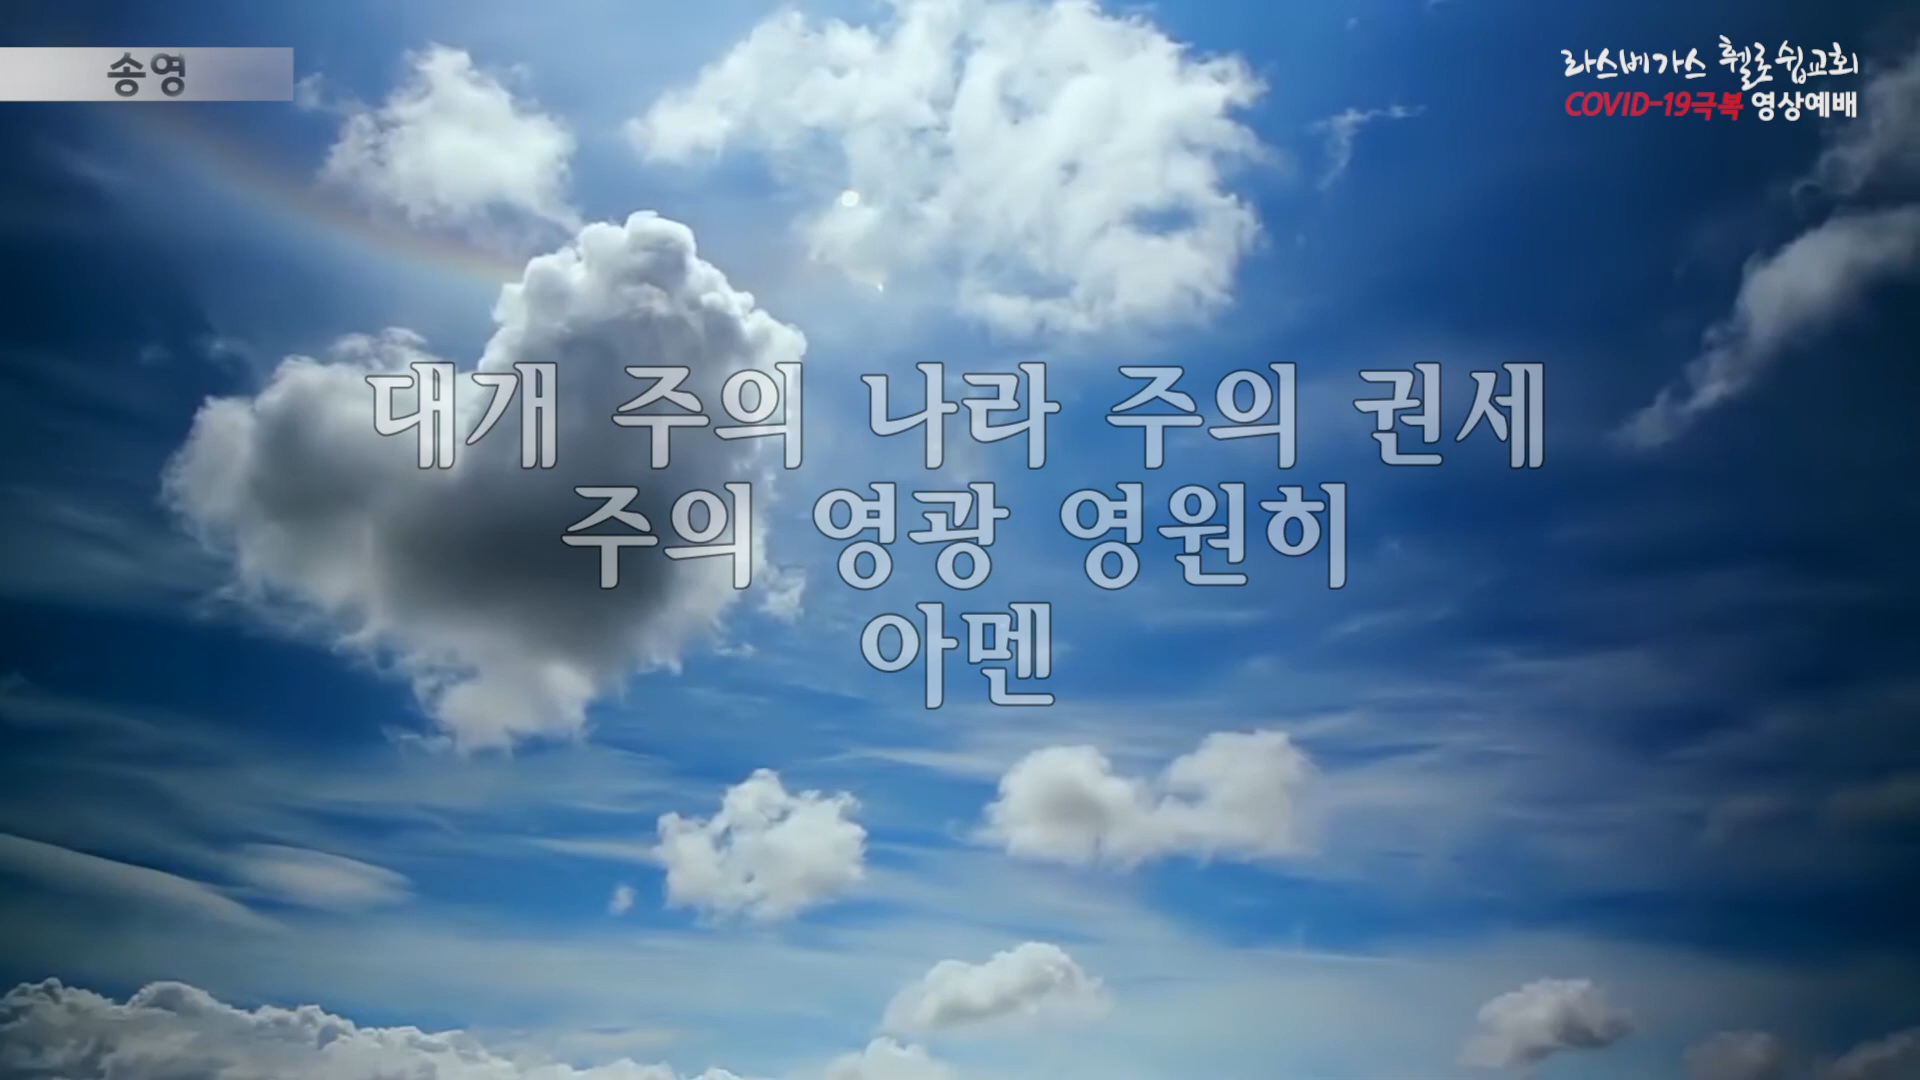 송영
라스베가스 훼로쉽교회
COVID-19극복 영상예배
대개 주의 나라 주의 권세
주의 영광 영원히
아멘